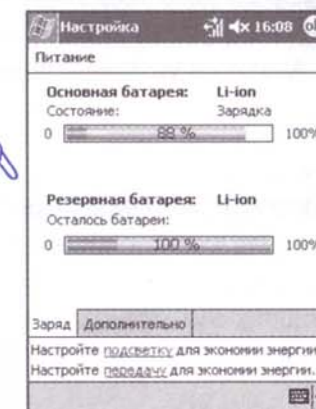 Настройка 16:08 ok
Питание
Основная батарея: Li-ion
Состояние: Зарядка
0 88 % 100%
Резервная батарея: Li-ion
Осталось батареи:
0 100 % 100%
Заряд Дополнительно
Настройте подсветку для экономии энергии
Настройте передачу для экономии энергии.